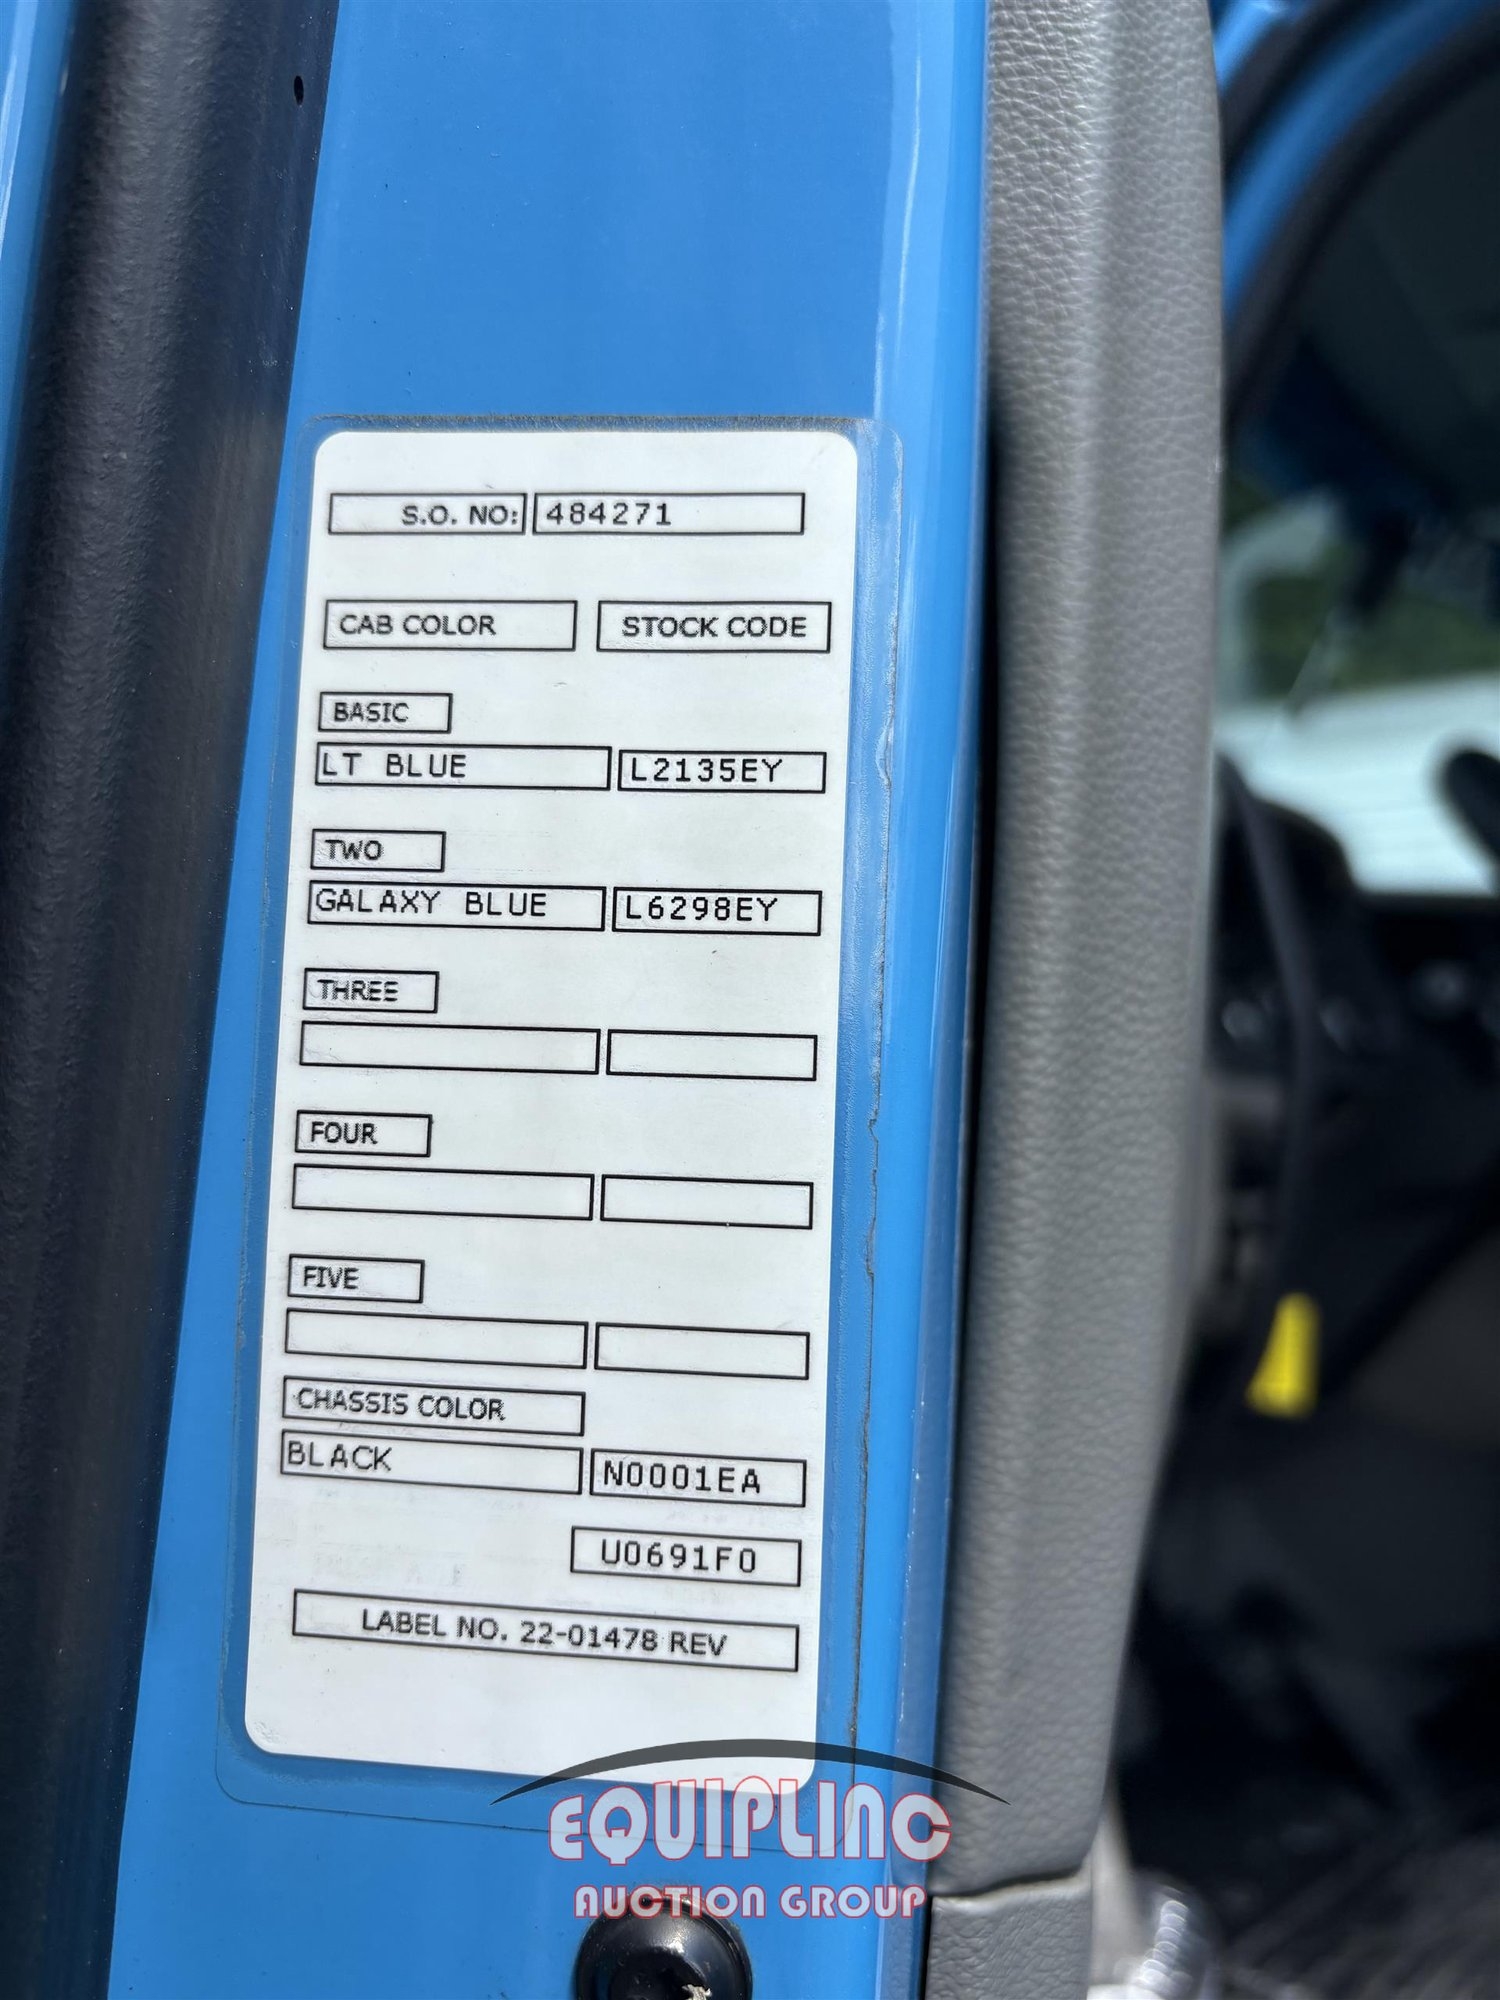 S.O. NO: 484271
CAB COLOR STOCK CODE
BASIC
LT BLUE L2135EY
TWO
GALAXY BLUE L6298EY
THREE
FOUR
FIVE
CHASSIS COLOR
BLACK N0001EA
U0691F0
LABEL NO. 22-01478 REV
EQUIPLINC
AUCTION GROUP